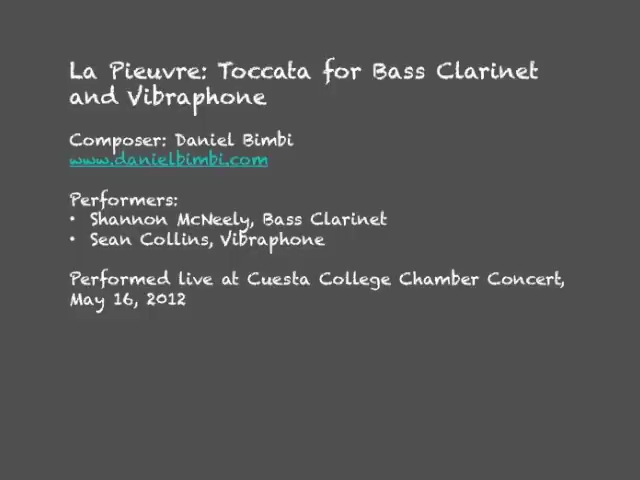 La Pieuvre: Toccata for Bass Clarinet
and Vibraphone
Composer: Daniel Bimbi
www.danielbimbi.com
Performers:
• Shannon McNeely, Bass Clarinet
• Sean Collins, Vibraphone
Performed live at Cuesta College Chamber Concert,
May 16, 2012